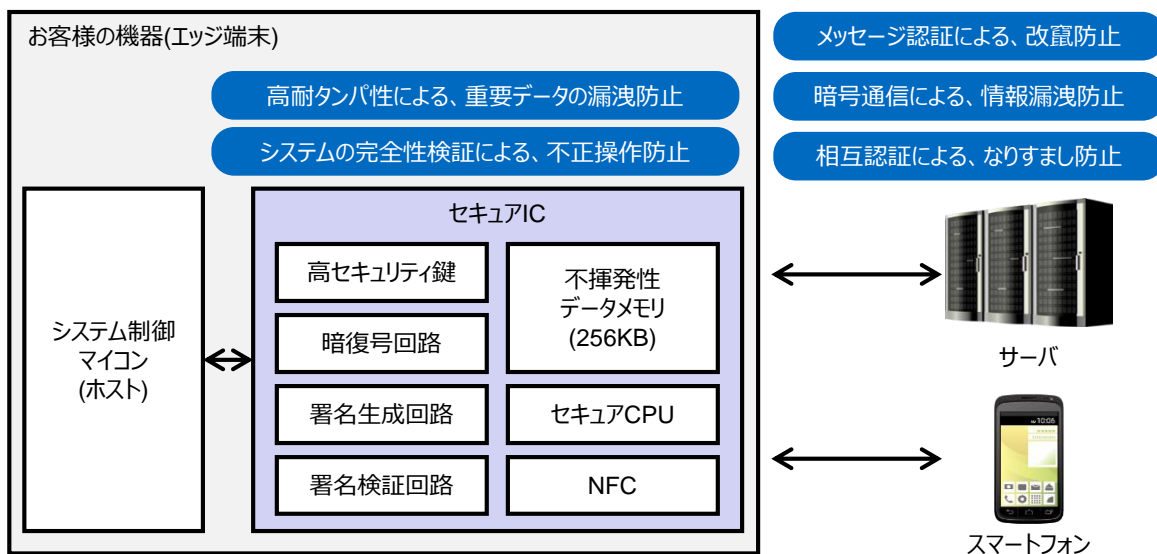 お客様の機器(エッジ端末)
高耐タンパ性による、重要データの漏洩防止
システムの完全性検証による、不正操作防止
メッセージ認証による、改竄防止
暗号通信による、情報漏洩防止
相互認証による、なりすまし防止
システム制御
マイコン
(ホスト)
セキュアIC
高セキュリティ鍵
暗復号回路
署名生成回路
署名検証回路
不揮発性
データメモリ
(256KB)
セキュアCPU
NFC
サーバ
10:06
スマートフォン